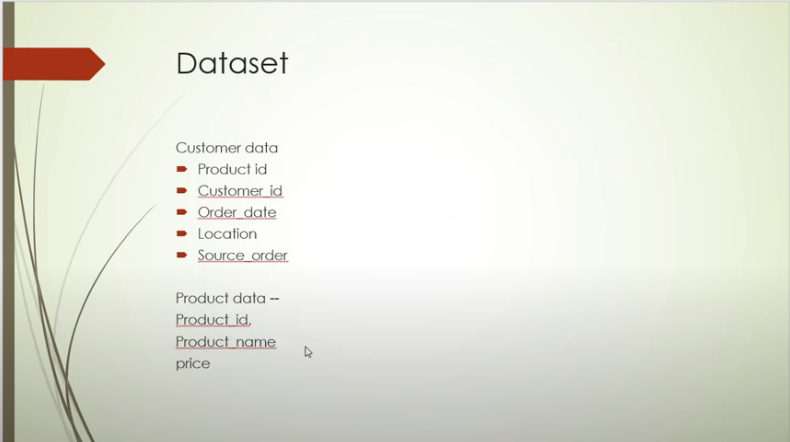 Dataset
Customer data
Product id
Customer_id
Order_date
Location
Source_order
Product data --
Product_id,
Product_name
price